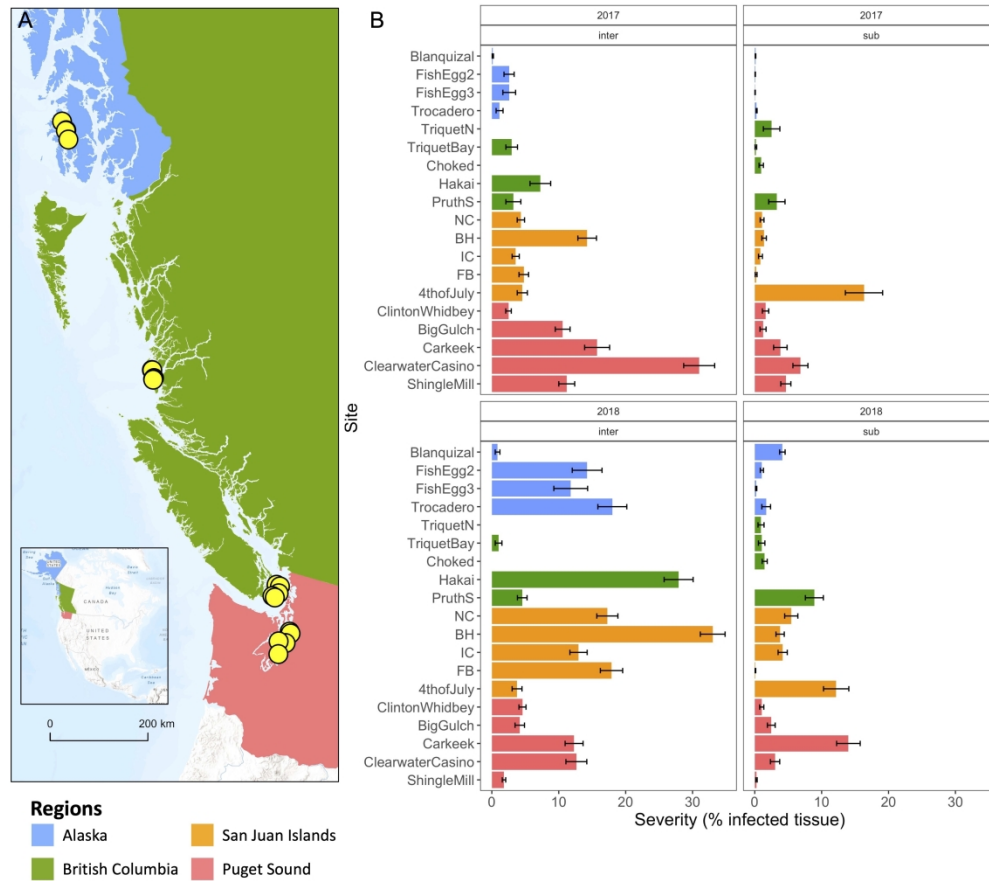 A
B
2017
2017
inter
sub
Blanquizal
FishEgg2
FishEgg3
Trocadero
TriquetN
TriquetBay
Choked
Hakai
PruthS
NC
BH
IC
FB
4thofJuly
ClintonWhidbey
BigGulch
Carkeek
ClearwaterCasino
ShingleMill
Site
2018
2018
inter
sub
Blanquizal
FishEgg2
FishEgg3
Trocadero
TriquetN
TriquetBay
Choked
Hakai
PruthS
NC
BH
IC
FB
4thofJuly
ClintonWhidbey
BigGulch
Carkeek
ClearwaterCasino
ShingleMill
0 10 20 30 0 10 20 30
Severity (% infected tissue)
CANADA
UNITED
STATES
0 200 km
Regions
Alaska
San Juan Islands
British Columbia
Puget Sound